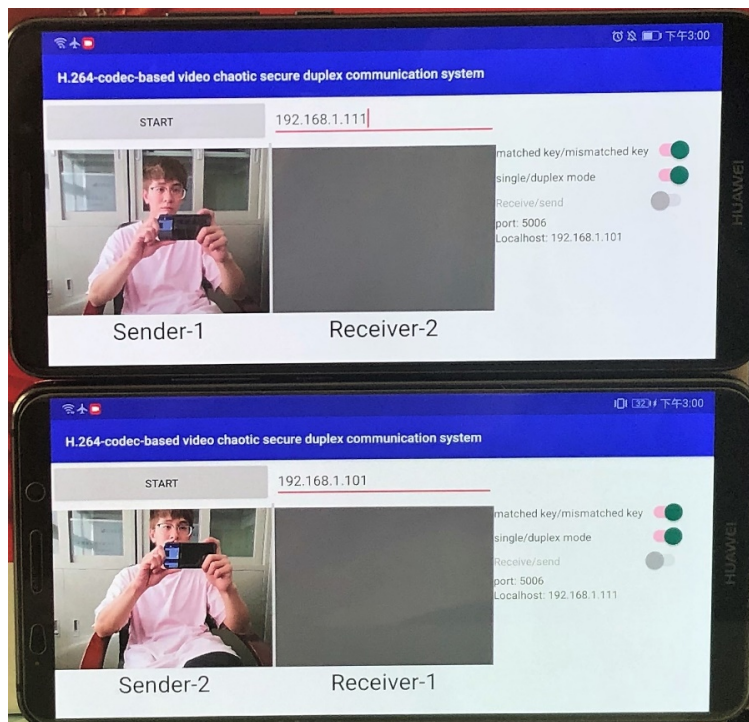 下午3:00
H.264-codec-based video chaotic secure duplex communication system
START
192.168.1.111
matched key/mismatched key
single/duplex mode
Receive/send
port: 5006
Localhost: 192.168.1.101
Sender-1
Receiver-2
HUAWEI
32
下午3:00
H.264-codec-based video chaotic secure duplex communication system
START
192.168.1.101
matched key/mismatched key
single/duplex mode
Receive/send
port: 5006
Localhost: 192.168.1.111
Sender-2
Receiver-1
HUAWEI